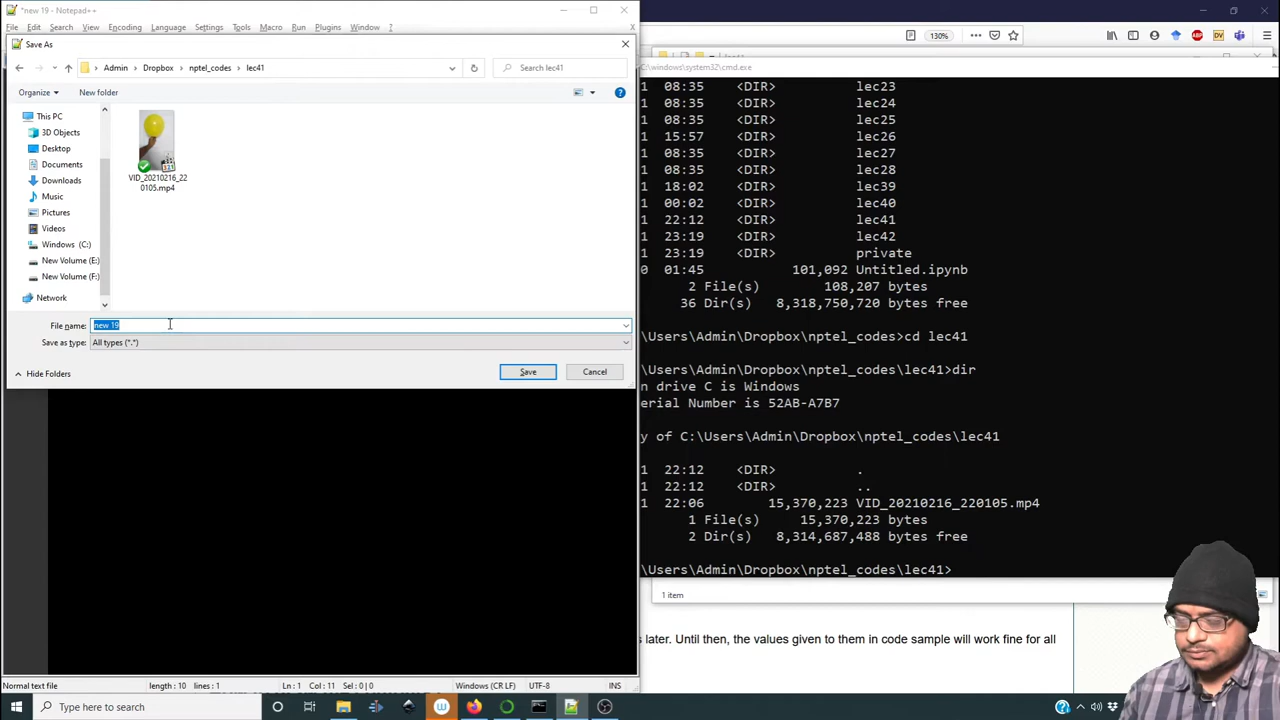 *new 19 - Notepad++
File Edit Search View Encoding Language Settings Tools Macro Run Plugins Window ? X
Save As
Admin > Dropbox > nptel_codes > lec41
Search lec41
Organize
New folder
This PC
3D Objects
Desktop
Documents
Downloads
Music
Pictures
Videos
Windows (C:)
New Volume (E:)
New Volume (F:)
Network
VID_20210216_22
0105.mp4
File name: new 19
Save as type: All types (*.*)
Hide Folders
Save
Cancel
Normal text file
length : 10 lines : 1
Ln : 1 Col : 11 Sel : 0 | 0
Windows (CR LF)
UTF-8
INS
130%
lec41
C:\windows\system32\cmd.exe
1 08:35 <DIR> lec23
1 08:35 <DIR> lec24
1 08:35 <DIR> lec25
1 15:57 <DIR> lec26
1 08:35 <DIR> lec27
1 08:35 <DIR> lec28
1 18:02 <DIR> lec39
1 00:02 <DIR> lec40
1 22:12 <DIR> lec41
1 23:19 <DIR> lec42
1 23:19 <DIR> private
0 01:45 101,092 Untitled.ipynb
2 File(s) 108,207 bytes
36 Dir(s) 8,318,750,720 bytes free
\Users\Admin\Dropbox\nptel_codes>cd lec41
\Users\Admin\Dropbox\nptel_codes\lec41>dir
n drive C is Windows
erial Number is 52AB-A7B7
y of C:\Users\Admin\Dropbox\nptel_codes\lec41
1 22:12 <DIR> .
1 22:12 <DIR> ..
1 22:06 15,370,223 VID_20210216_220105.mp4
1 File(s) 15,370,223 bytes
2 Dir(s) 8,314,687,488 bytes free
\Users\Admin\Dropbox\nptel_codes\lec41>
1 item
s later. Until then, the values given to them in code sample will work fine for all
Type here to search